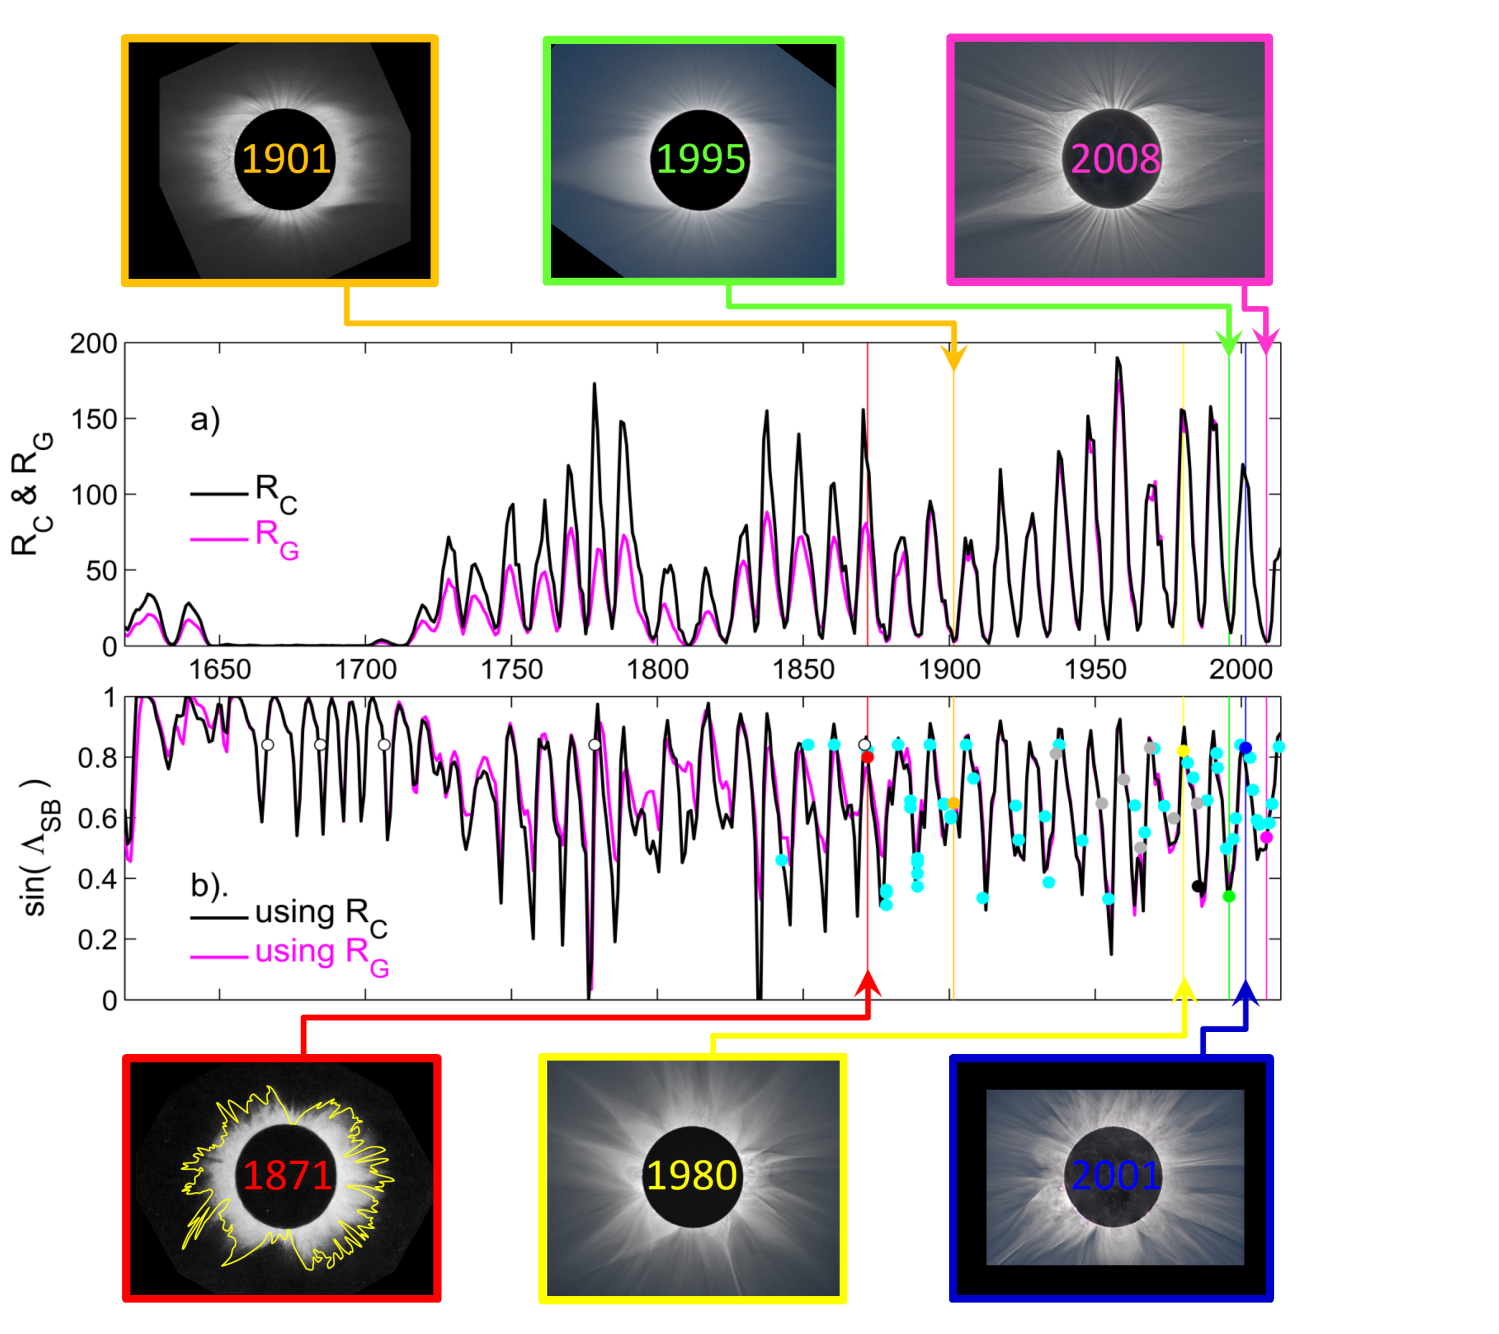 1901
1995
2008
200
150
100
50
0
R_C & R_G
a)
R_C
R_G
1650 1700 1750 1800 1850 1900 1950 2000
1
0.8
0.6
0.4
0.2
0
sin( Λ_SB )
b).
using R_C
using R_G
1871
1980
2001